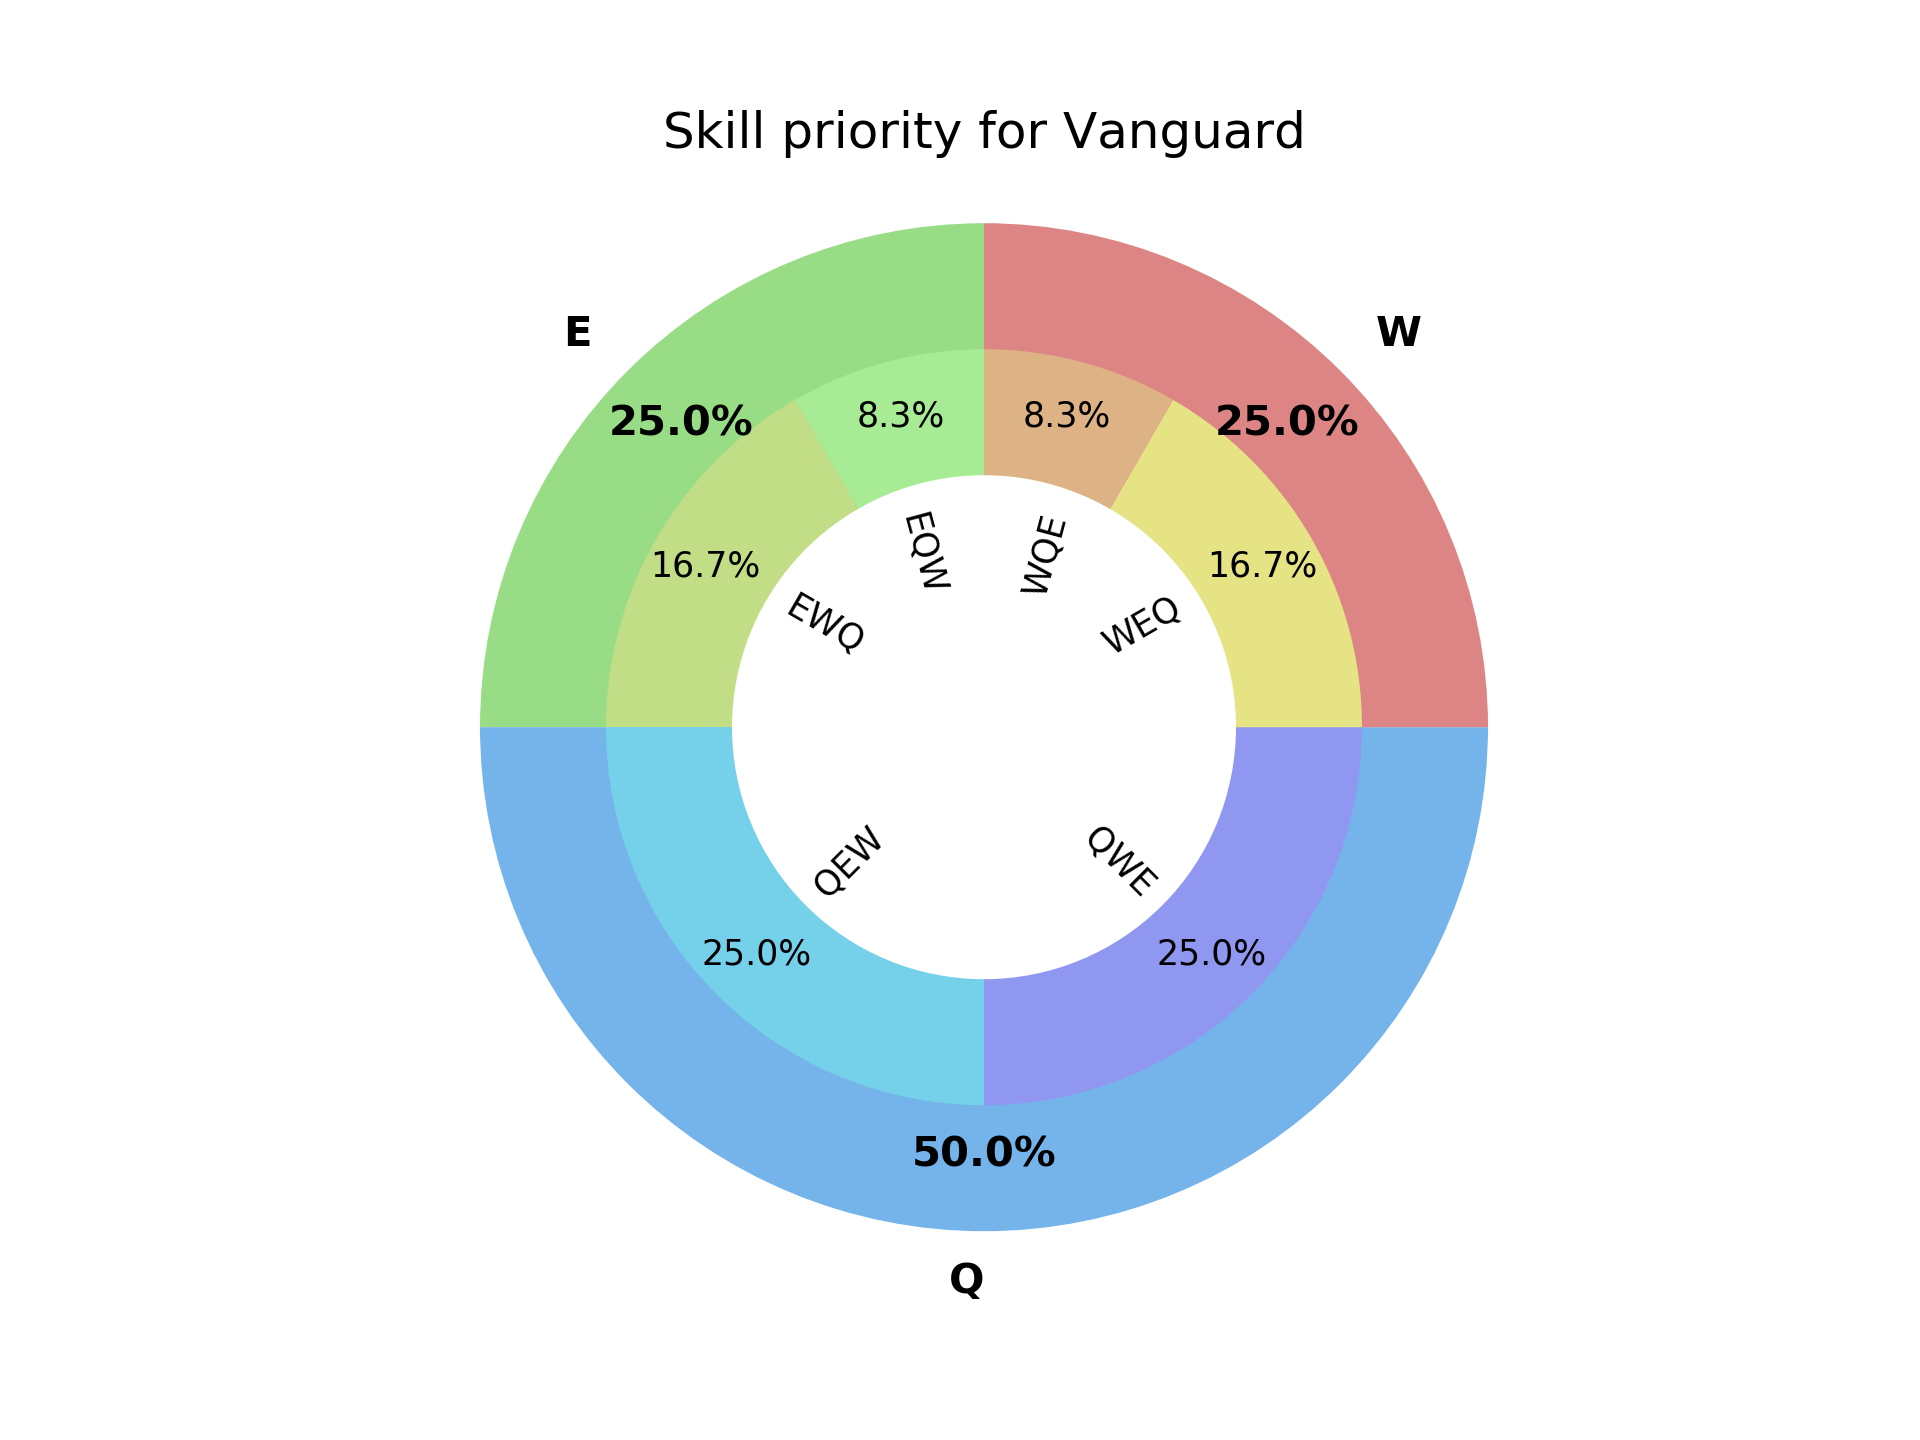 Skill priority for Vanguard
E
W
25.0%
25.0%
8.3%
8.3%
16.7%
16.7%
EQW
WQE
EWQ
WEQ
QEW
QWE
25.0%
25.0%
50.0%
Q